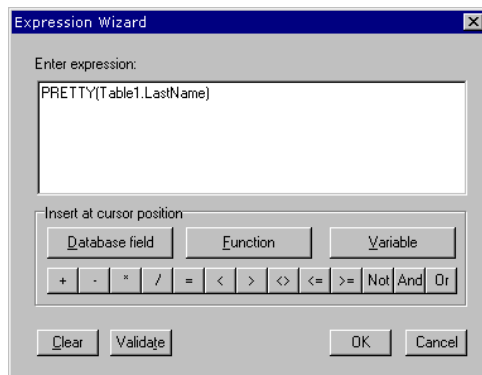 Expression Wizard
Enter expression:
PRETTY(Table1.LastName)
Insert at cursor position
Database field Function Variable
+ - * / = < > <> <= >= Not And Or
Clear Validate OK Cancel